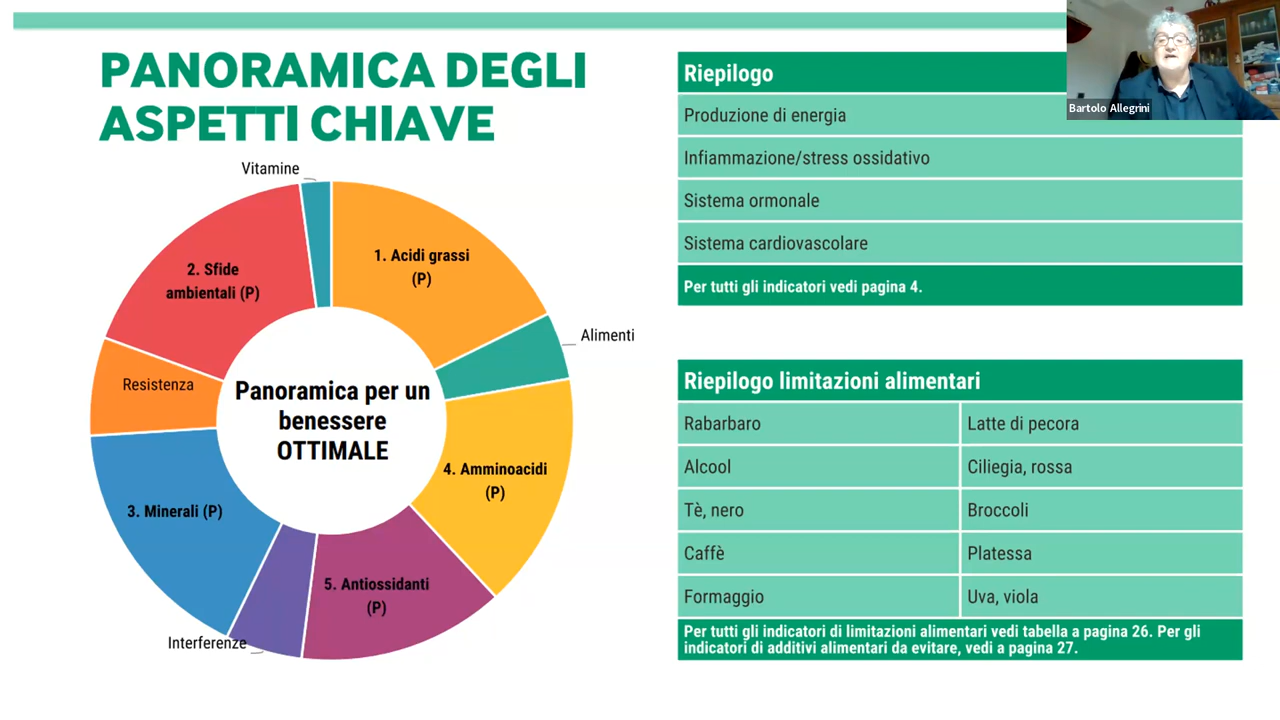 PANORAMICA DEGLI
ASPETTI CHIAVE
Vitamine
1. Acidi grassi
(P)
2. Sfide
ambientali (P)
Alimenti
Resistenza
Panoramica per un
benessere
OTTIMALE
4. Amminoacidi
(P)
3. Minerali (P)
5. Antiossidanti
(P)
Interferenze
Riepilogo
Produzione di energia
Infiammazione/stress ossidativo
Sistema ormonale
Sistema cardiovascolare
Per tutti gli indicatori vedi pagina 4.
Riepilogo limitazioni alimentari
Rabarbaro
Latte di pecora
Alcool
Ciliegia, rossa
Tè, nero
Broccoli
Caffè
Platessa
Formaggio
Uva, viola
Per tutti gli indicatori di limitazioni alimentari vedi tabella a pagina 26. Per gli
indicatori di additivi alimentari da evitare, vedi a pagina 27.
Bartolo Allegrini